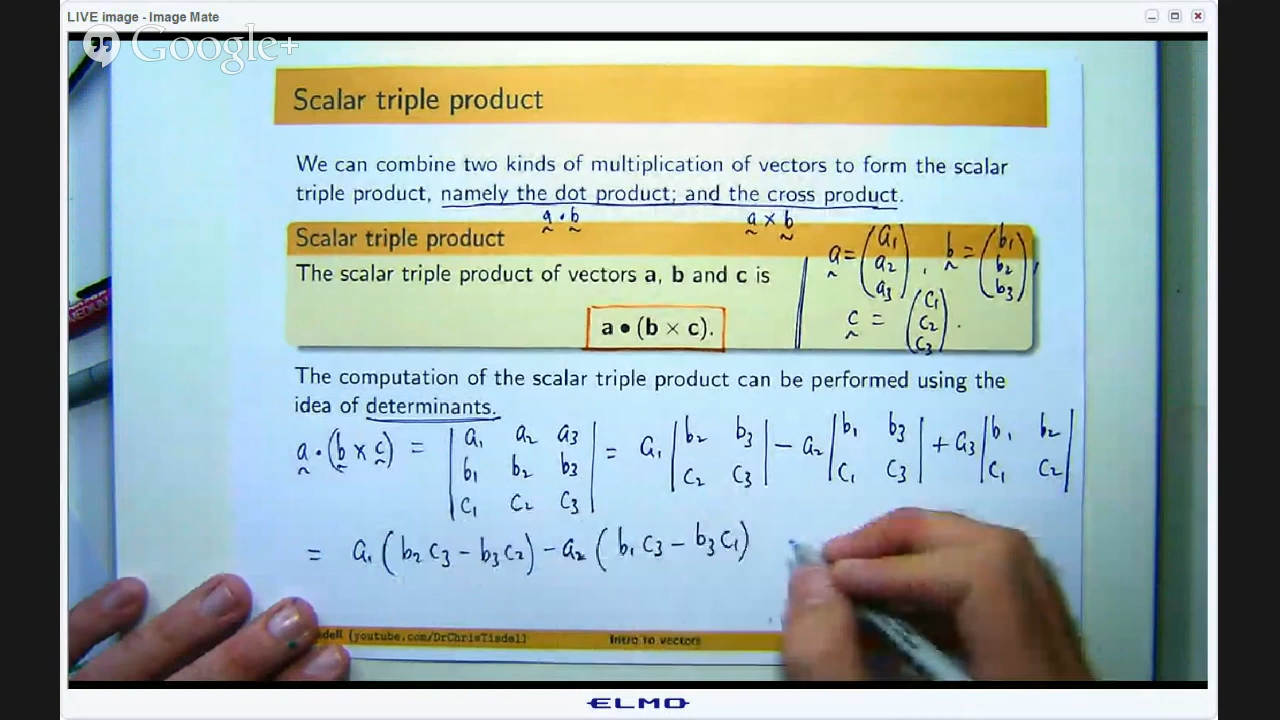 LIVE image - Image Mate
Google+
Scalar triple product
We can combine two kinds of multiplication of vectors to form the scalar
triple product, namely the dot product; and the cross product.
a · b a × b
Scalar triple product
The scalar triple product of vectors a, b and c is
a • (b × c).
a = (a1 a2 a3), b = (b1 b2 b3),
c = (c1 c2 c3).
The computation of the scalar triple product can be performed using the
idea of determinants.
a · (b × c) = |a1 a2 a3 b1 b2 b3 c1 c2 c3| = a1 |b2 b3 c2 c3| − a2 |b1 b3 c1 c3| + a3 |b1 b2 c1 c2|
= a1 (b2c3 − b3c2) − a2 (b1c3 − b3c1)
(youtube.com/DrChrisTisdell) Intro to vectors
ELMO